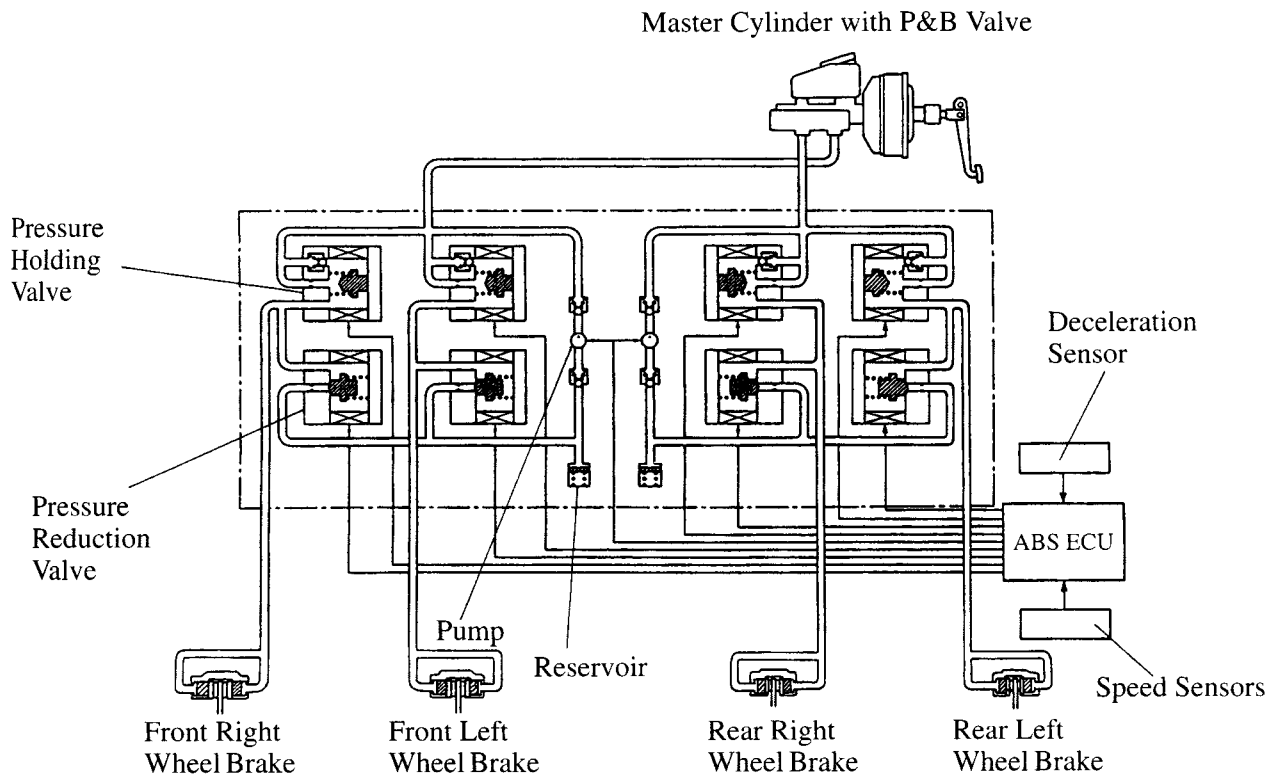 Master Cylinder with P&B Valve
Pressure
Holding
Valve
Deceleration
Sensor
Pressure
Reduction
Valve
ABS ECU
Pump
Reservoir
Speed Sensors
Front Right
Wheel Brake
Front Left
Wheel Brake
Rear Right
Wheel Brake
Rear Left
Wheel Brake